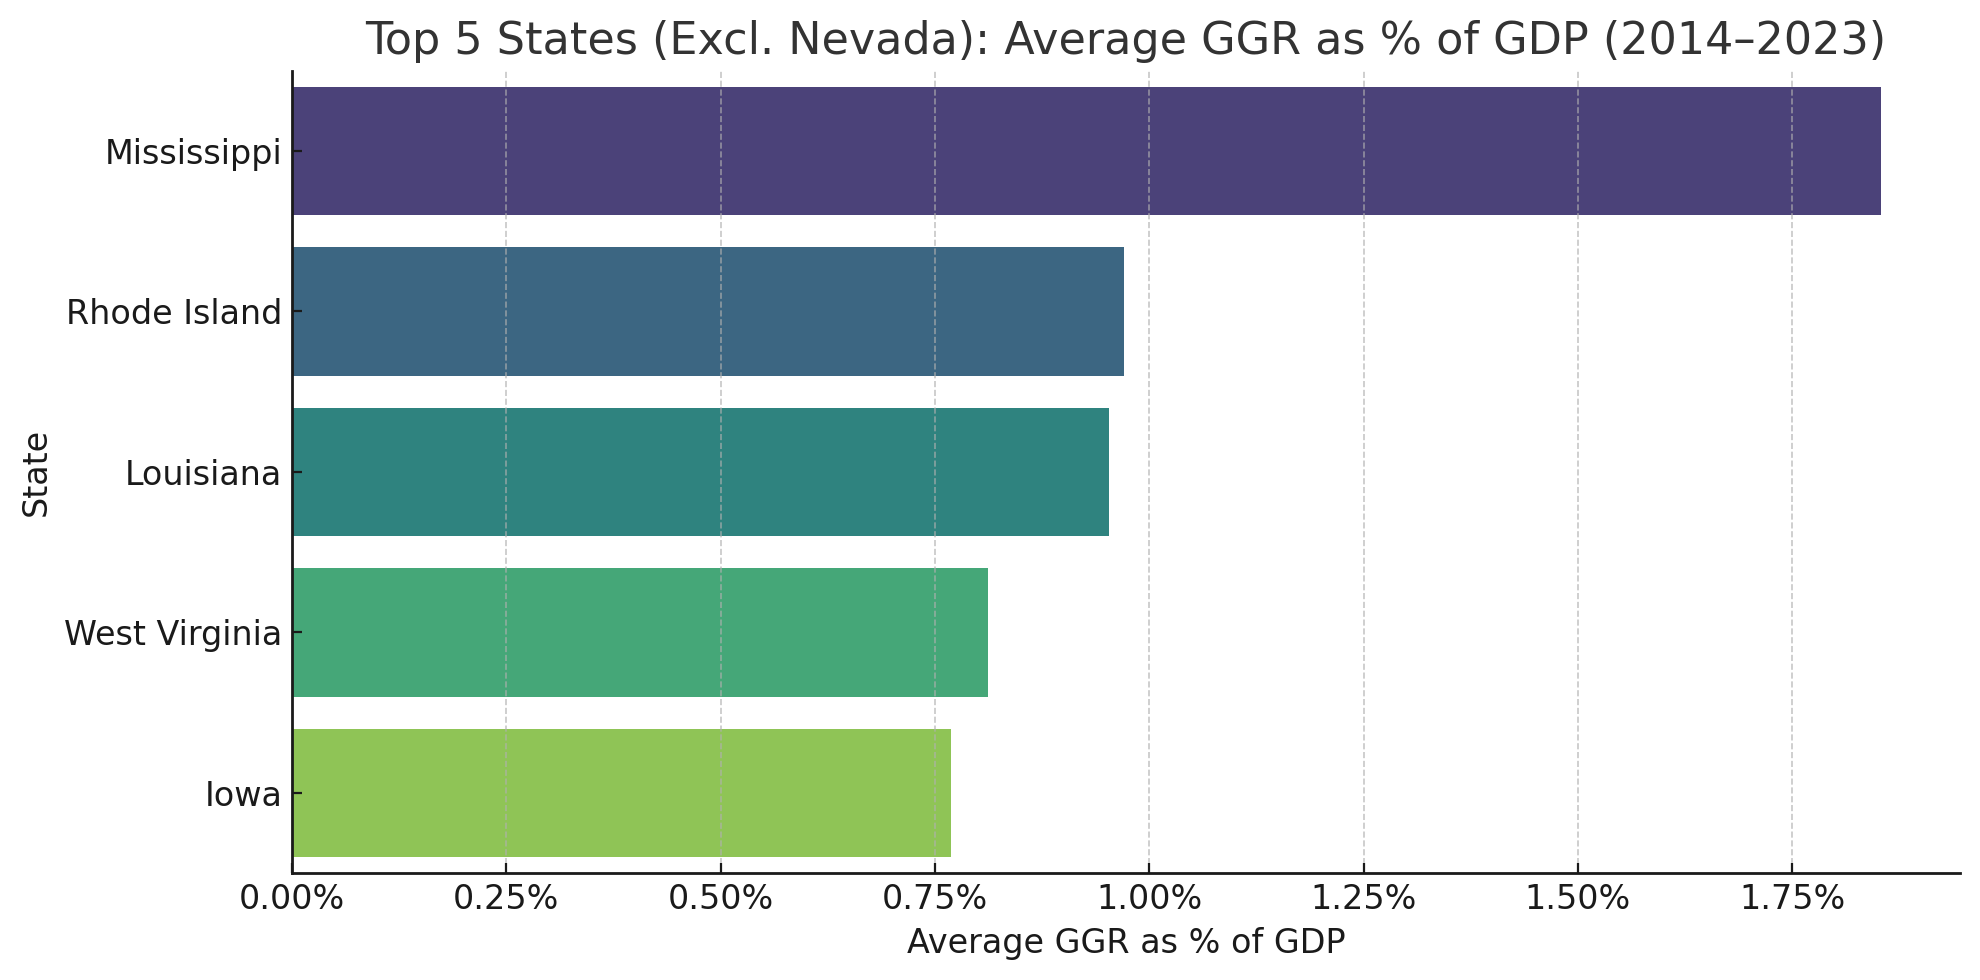 Top 5 States (Excl. Nevada): Average GGR as % of GDP (2014–2023)
State
Mississippi
Rhode Island
Louisiana
West Virginia
Iowa
0.00% 0.25% 0.50% 0.75% 1.00% 1.25% 1.50% 1.75%
Average GGR as % of GDP